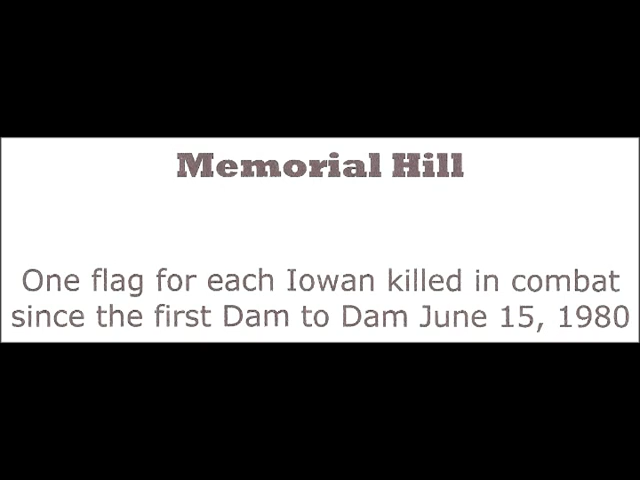 Memorial Hill
One flag for each Iowan killed in combat
since the first Dam to Dam June 15, 1980